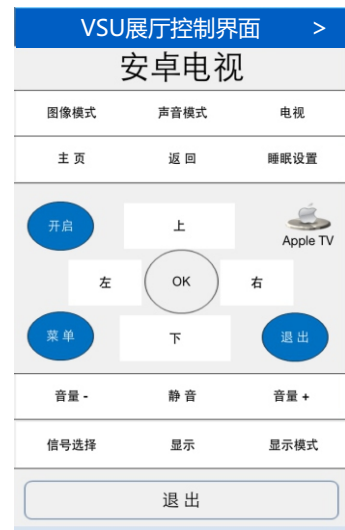 VSU展厅控制界面 >
安卓电视
图像模式 声音模式 电视
主页 返回 睡眠设置
开启 上 Apple TV
左 OK 右
菜单 下 退出
音量 - 静音 音量 +
信号选择 显示 显示模式
退出